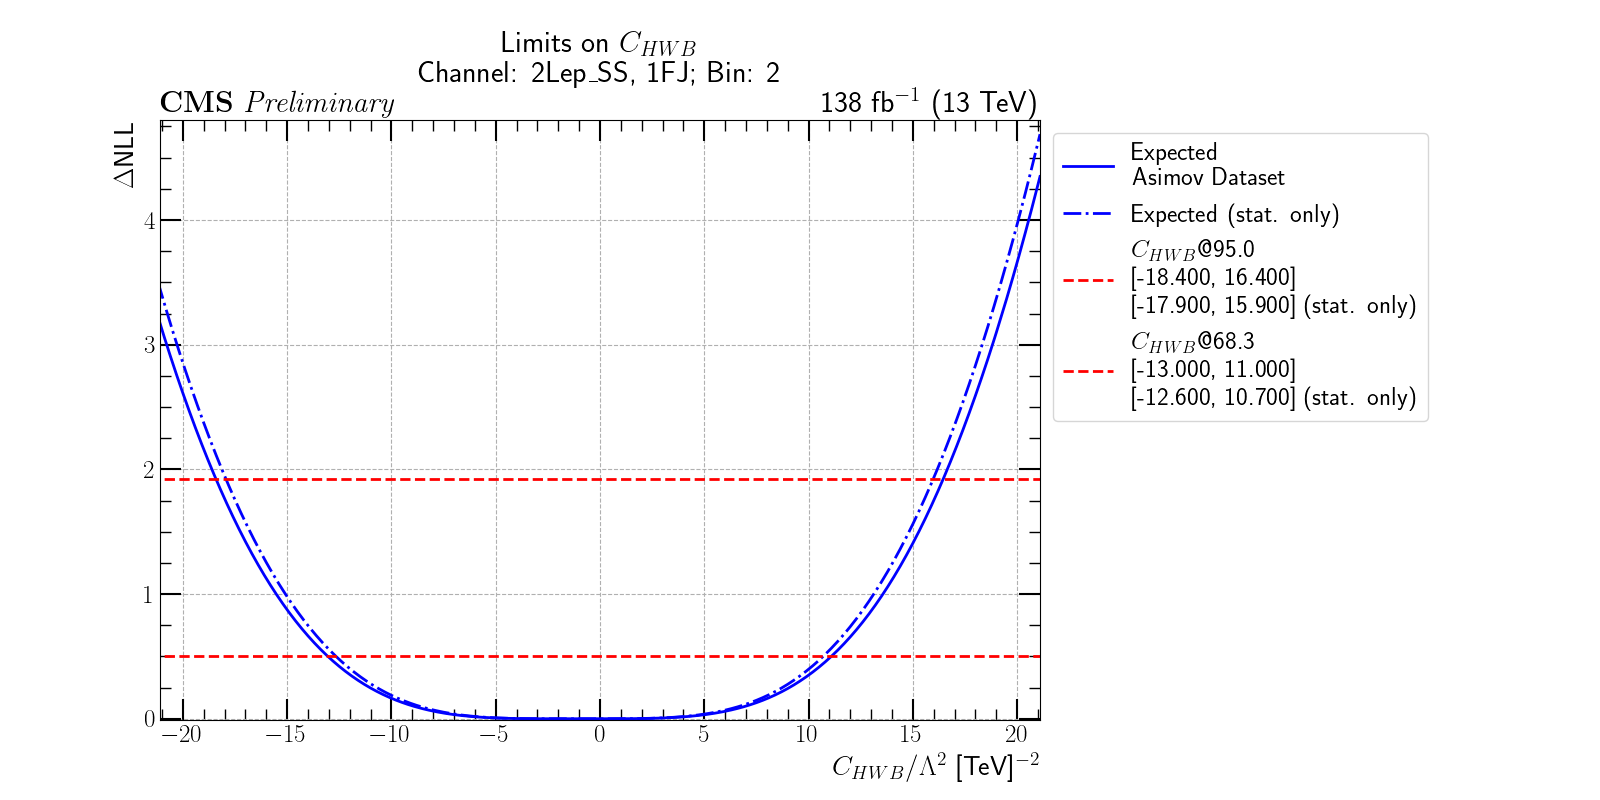 Limits on C_{HWB}
Channel: 2Lep_SS, 1FJ; Bin: 2
CMS Preliminary
138 fb^{-1} (13 TeV)
ΔNLL
4
3
2
1
0
−20 −15 −10 −5 0 5 10 15 20
C_{HWB}/Λ^2 [TeV]^{-2}
Expected
Asimov Dataset
Expected (stat. only)
C_{HWB}@95.0
[-18.400, 16.400]
[-17.900, 15.900] (stat. only)
C_{HWB}@68.3
[-13.000, 11.000]
[-12.600, 10.700] (stat. only)